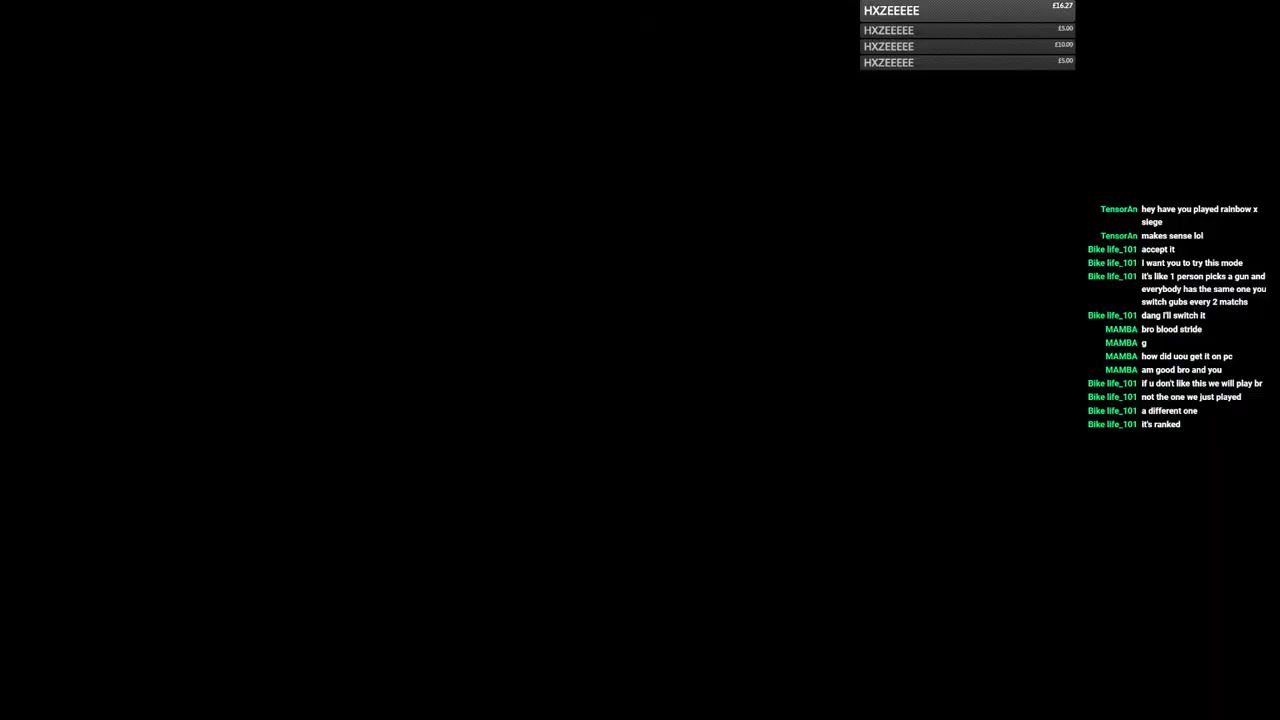 HXZEEEEE £16.27
HXZEEEEE £5.00
HXZEEEEE £10.00
HXZEEEEE £5.00
TensorAn hey have you played rainbow x
siege
TensorAn makes sense lol
Bike life_101 accept it
Bike life_101 I want you to try this mode
Bike life_101 it's like 1 person picks a gun and
everybody has the same one you
switch gubs every 2 matchs
Bike life_101 dang I'll switch it
MAMBA bro blood stride
MAMBA g
MAMBA how did uou get it on pc
MAMBA am good bro and you
Bike life_101 if u don't like this we will play br
Bike life_101 not the one we just played
Bike life_101 a different one
Bike life_101 it's ranked